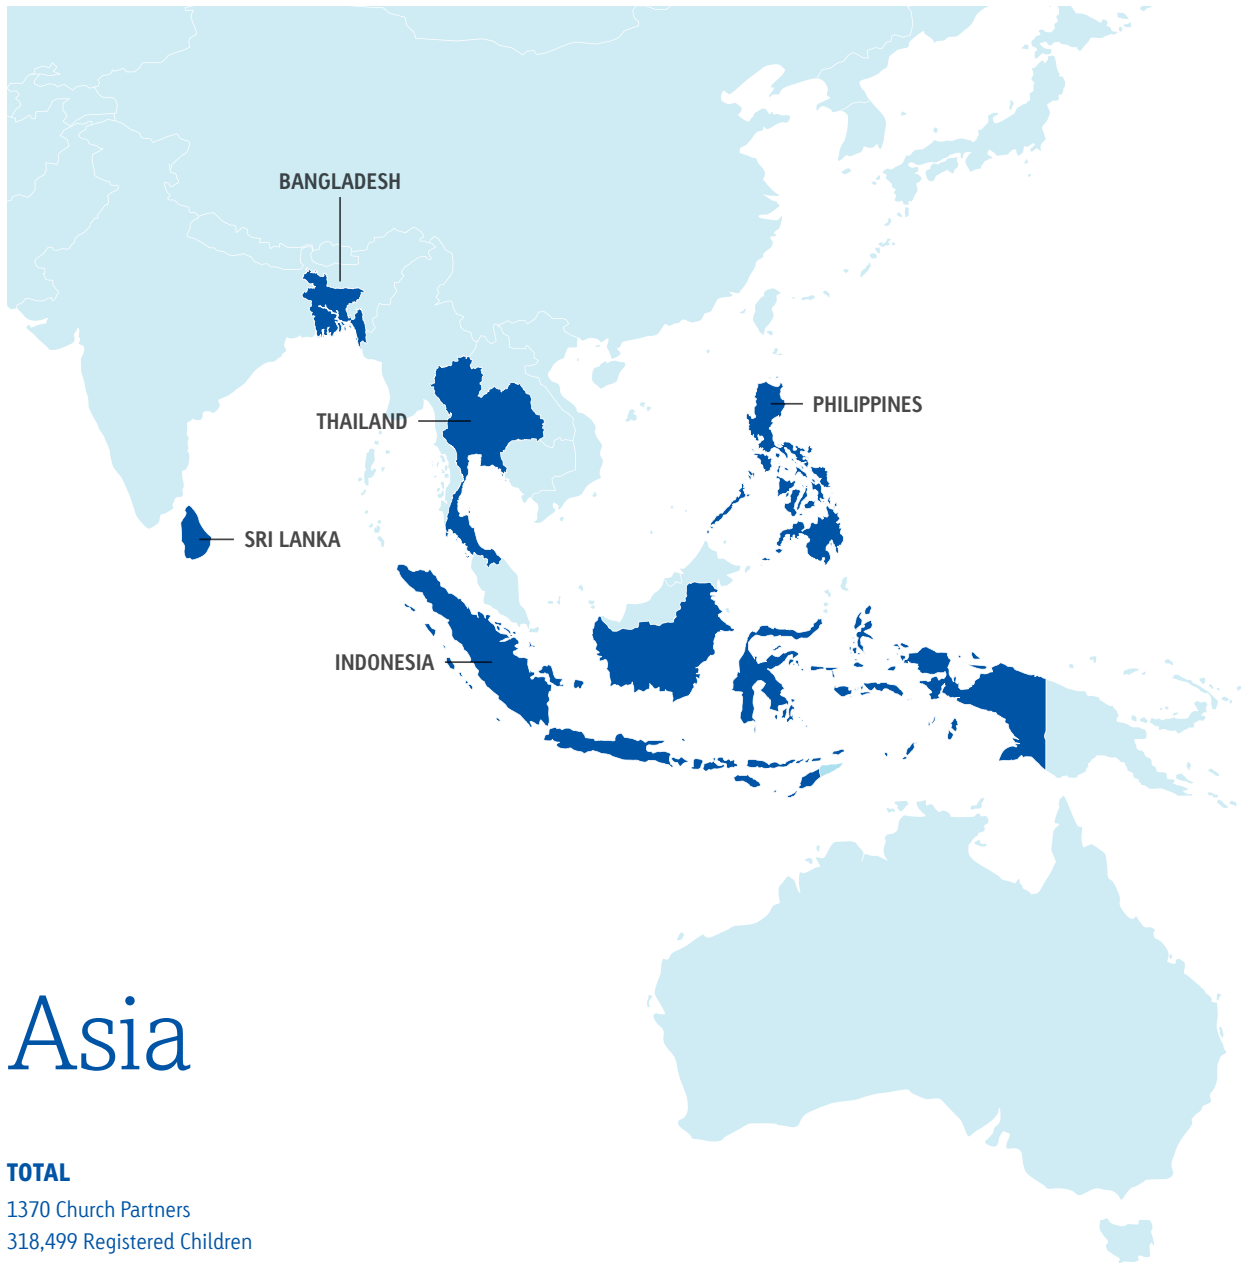 BANGLADESH
THAILAND
PHILIPPINES
SRI LANKA
INDONESIA
Asia
TOTAL
1370 Church Partners
318,499 Registered Children